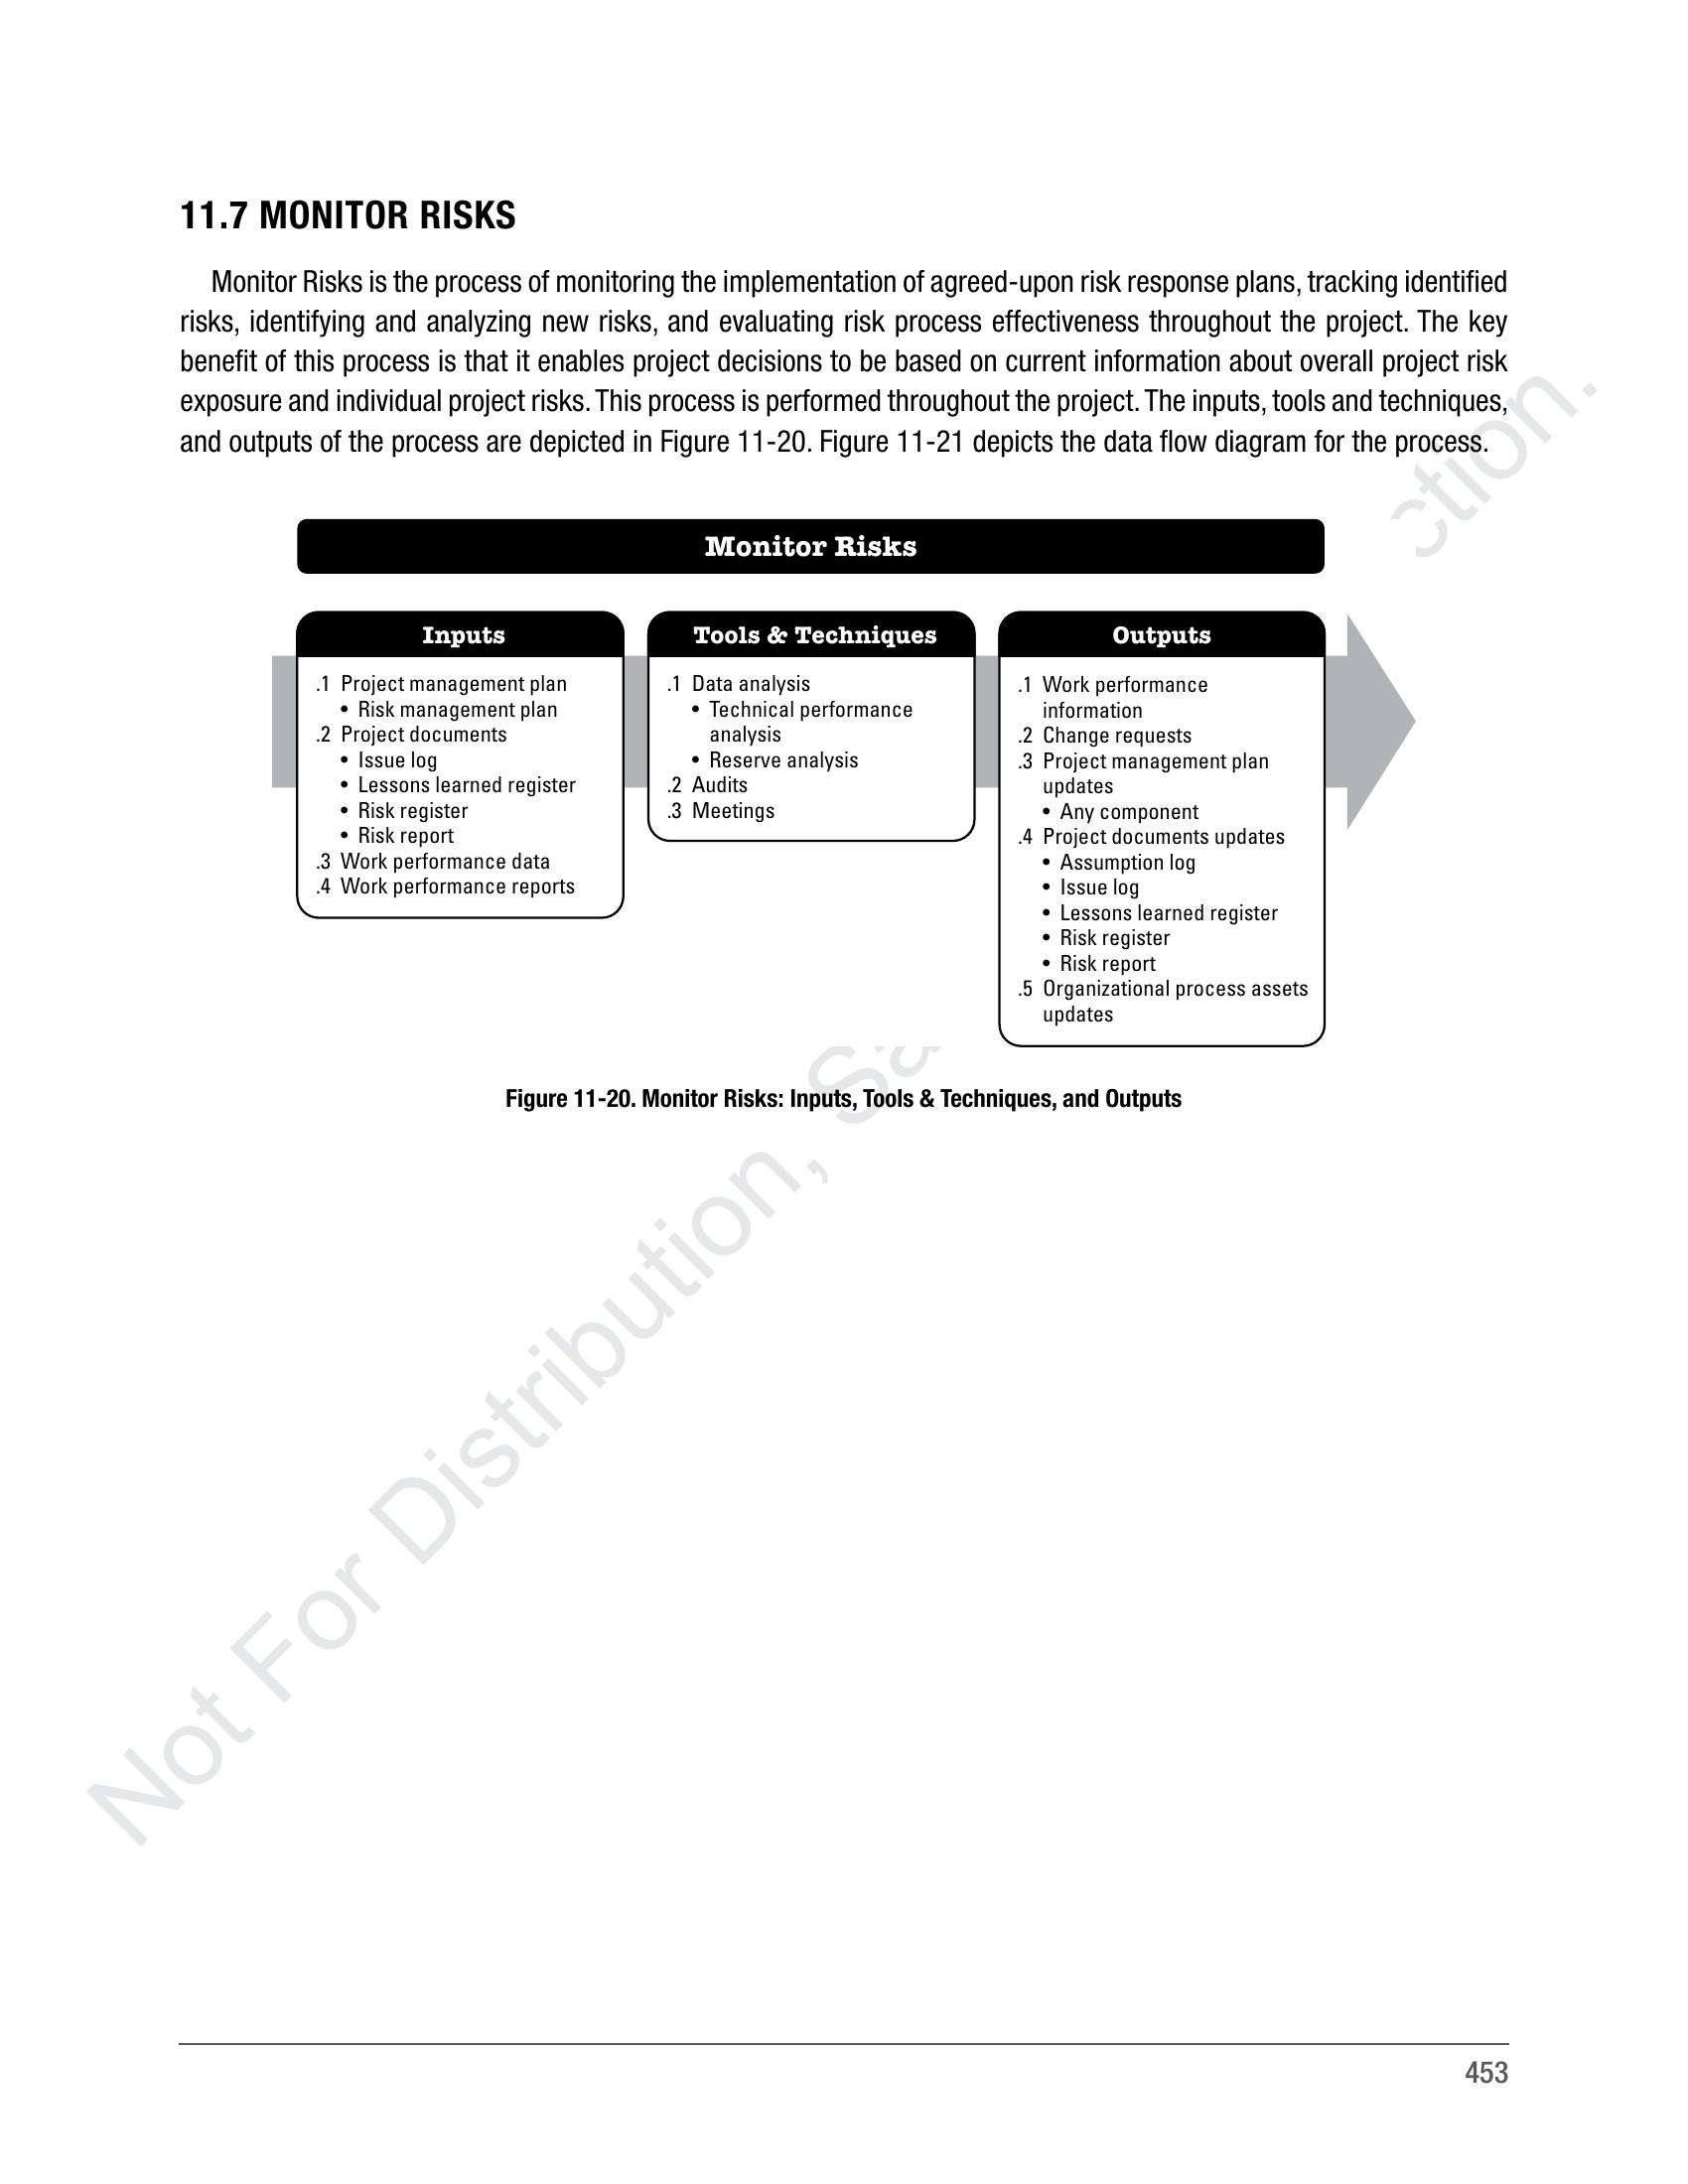 11.7 MONITOR RISKS
Monitor Risks is the process of monitoring the implementation of agreed-upon risk response plans, tracking identified
risks, identifying and analyzing new risks, and evaluating risk process effectiveness throughout the project. The key
benefit of this process is that it enables project decisions to be based on current information about overall project risk
exposure and individual project risks. This process is performed throughout the project. The inputs, tools and techniques,
and outputs of the process are depicted in Figure 11-20. Figure 11-21 depicts the data flow diagram for the process.
Monitor Risks
Inputs
.1 Project management plan
• Risk management plan
.2 Project documents
• Issue log
• Lessons learned register
• Risk register
• Risk report
.3 Work performance data
.4 Work performance reports
Tools & Techniques
.1 Data analysis
• Technical performance
analysis
• Reserve analysis
.2 Audits
.3 Meetings
Outputs
.1 Work performance
information
.2 Change requests
.3 Project management plan
updates
• Any component
.4 Project documents updates
• Assumption log
• Issue log
• Lessons learned register
• Risk register
• Risk report
.5 Organizational process assets
updates
Figure 11-20. Monitor Risks: Inputs, Tools & Techniques, and Outputs
Not For Distribution,
453